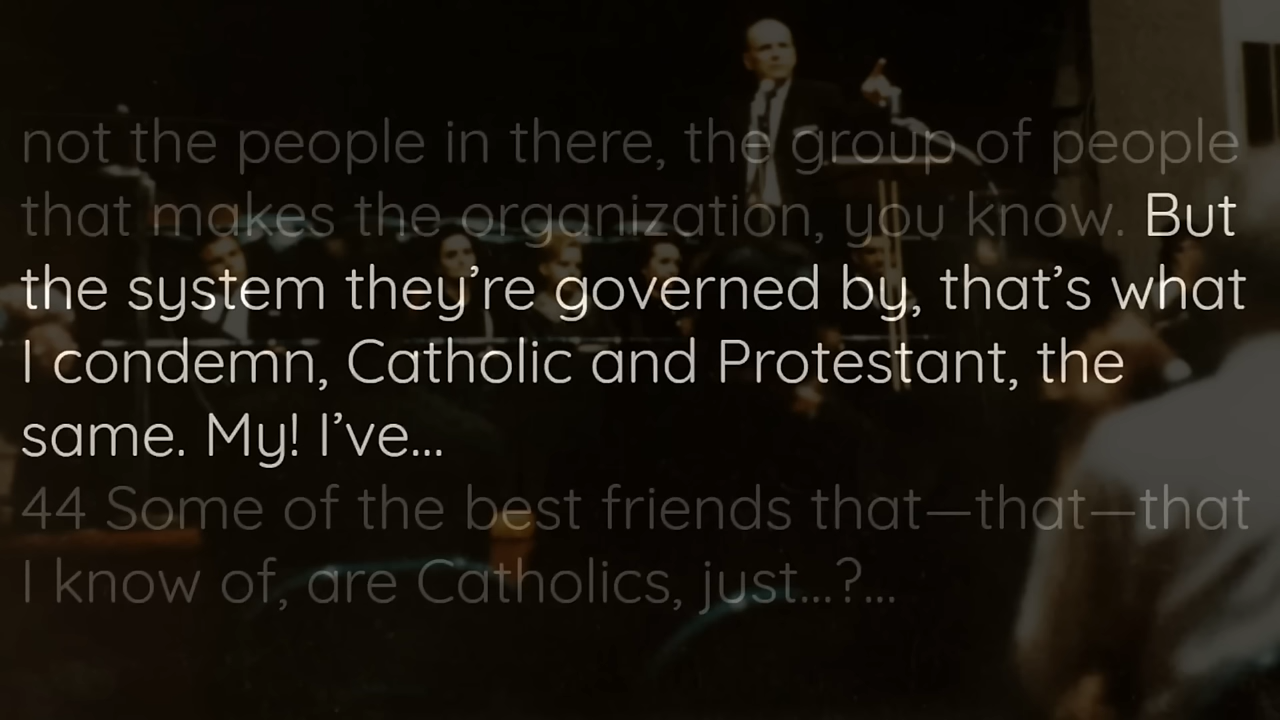 not the people in there, the group of people
that makes the organization, you know. But
the system they’re governed by, that’s what
I condemn, Catholic and Protestant, the
same. My! I’ve...
44 Some of the best friends that—that—that
I know of, are Catholics, just...?...